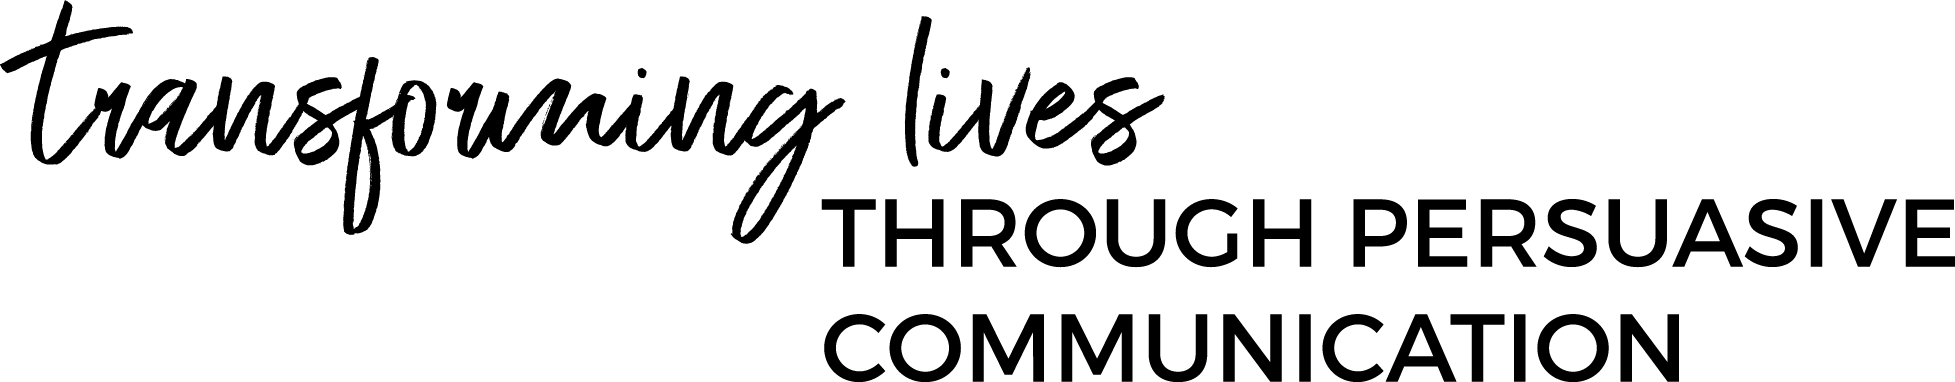 transforming lives
THROUGH PERSUASIVE
COMMUNICATION